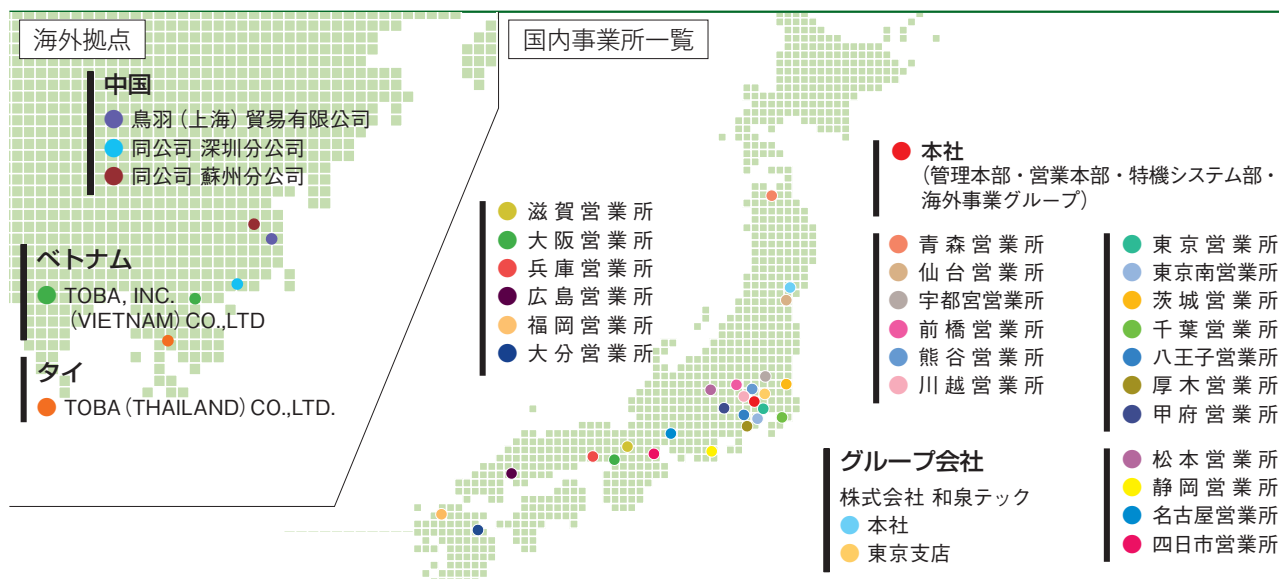 海外拠点
中国
鳥羽(上海)貿易有限公司
同公司 深圳分公司
同公司 蘇州分公司
ベトナム
TOBA, INC.
(VIETNAM) CO.,LTD
タイ
TOBA (THAILAND) CO.,LTD.
国内事業所一覧
本社
(管理本部・営業本部・特機システム部・
海外事業グループ)
青森営業所
仙台営業所
宇都宮営業所
前橋営業所
熊谷営業所
川越営業所
東京営業所
東京南営業所
茨城営業所
千葉営業所
八王子営業所
厚木営業所
甲府営業所
松本営業所
静岡営業所
名古屋営業所
四日市営業所
滋賀営業所
大阪営業所
兵庫営業所
広島営業所
福岡営業所
大分営業所
グループ会社
株式会社 和泉テック
本社
東京支店